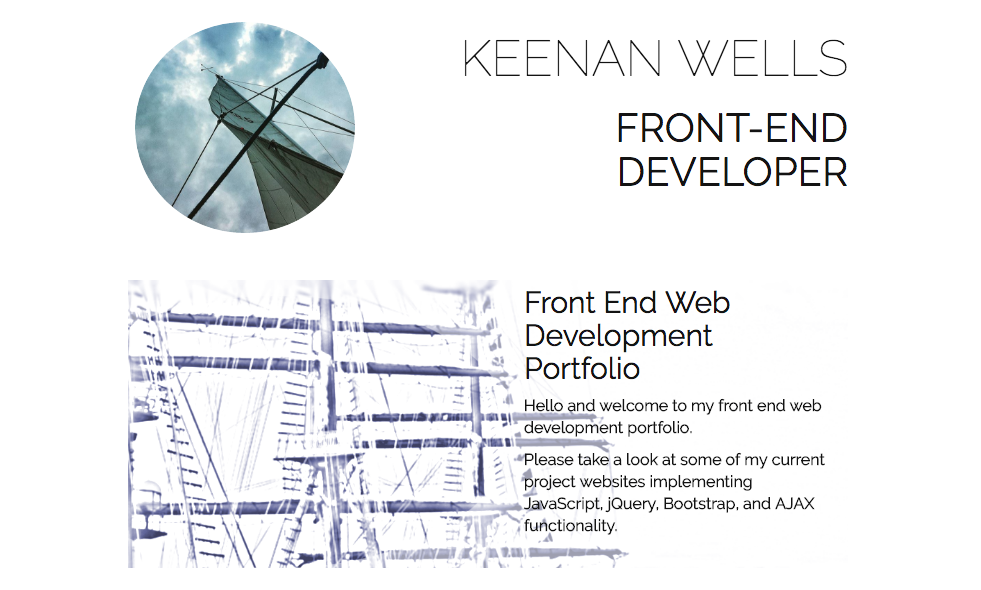 KEENAN WELLS
FRONT-END
DEVELOPER
Front End Web
Development
Portfolio
Hello and welcome to my front end web
development portfolio.
Please take a look at some of my current
project websites implementing
JavaScript, jQuery, Bootstrap, and AJAX
functionality.